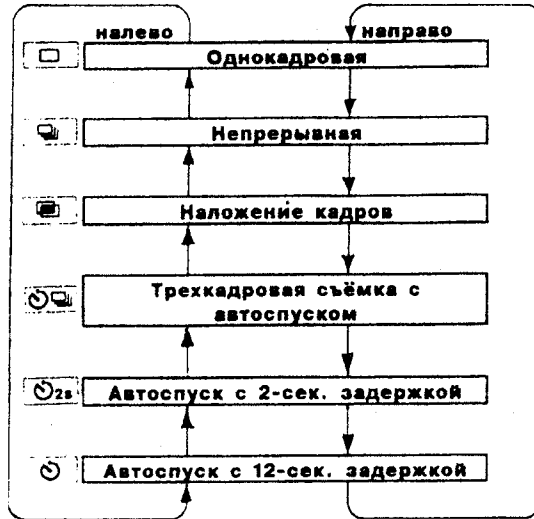 налево направо
Однокадровая
Непрерывная
Наложение кадров
Трехкадровая съёмка с
автоспуском
2s Автоспуск с 2-сек. задержкой
Автоспуск с 12-сек. задержкой